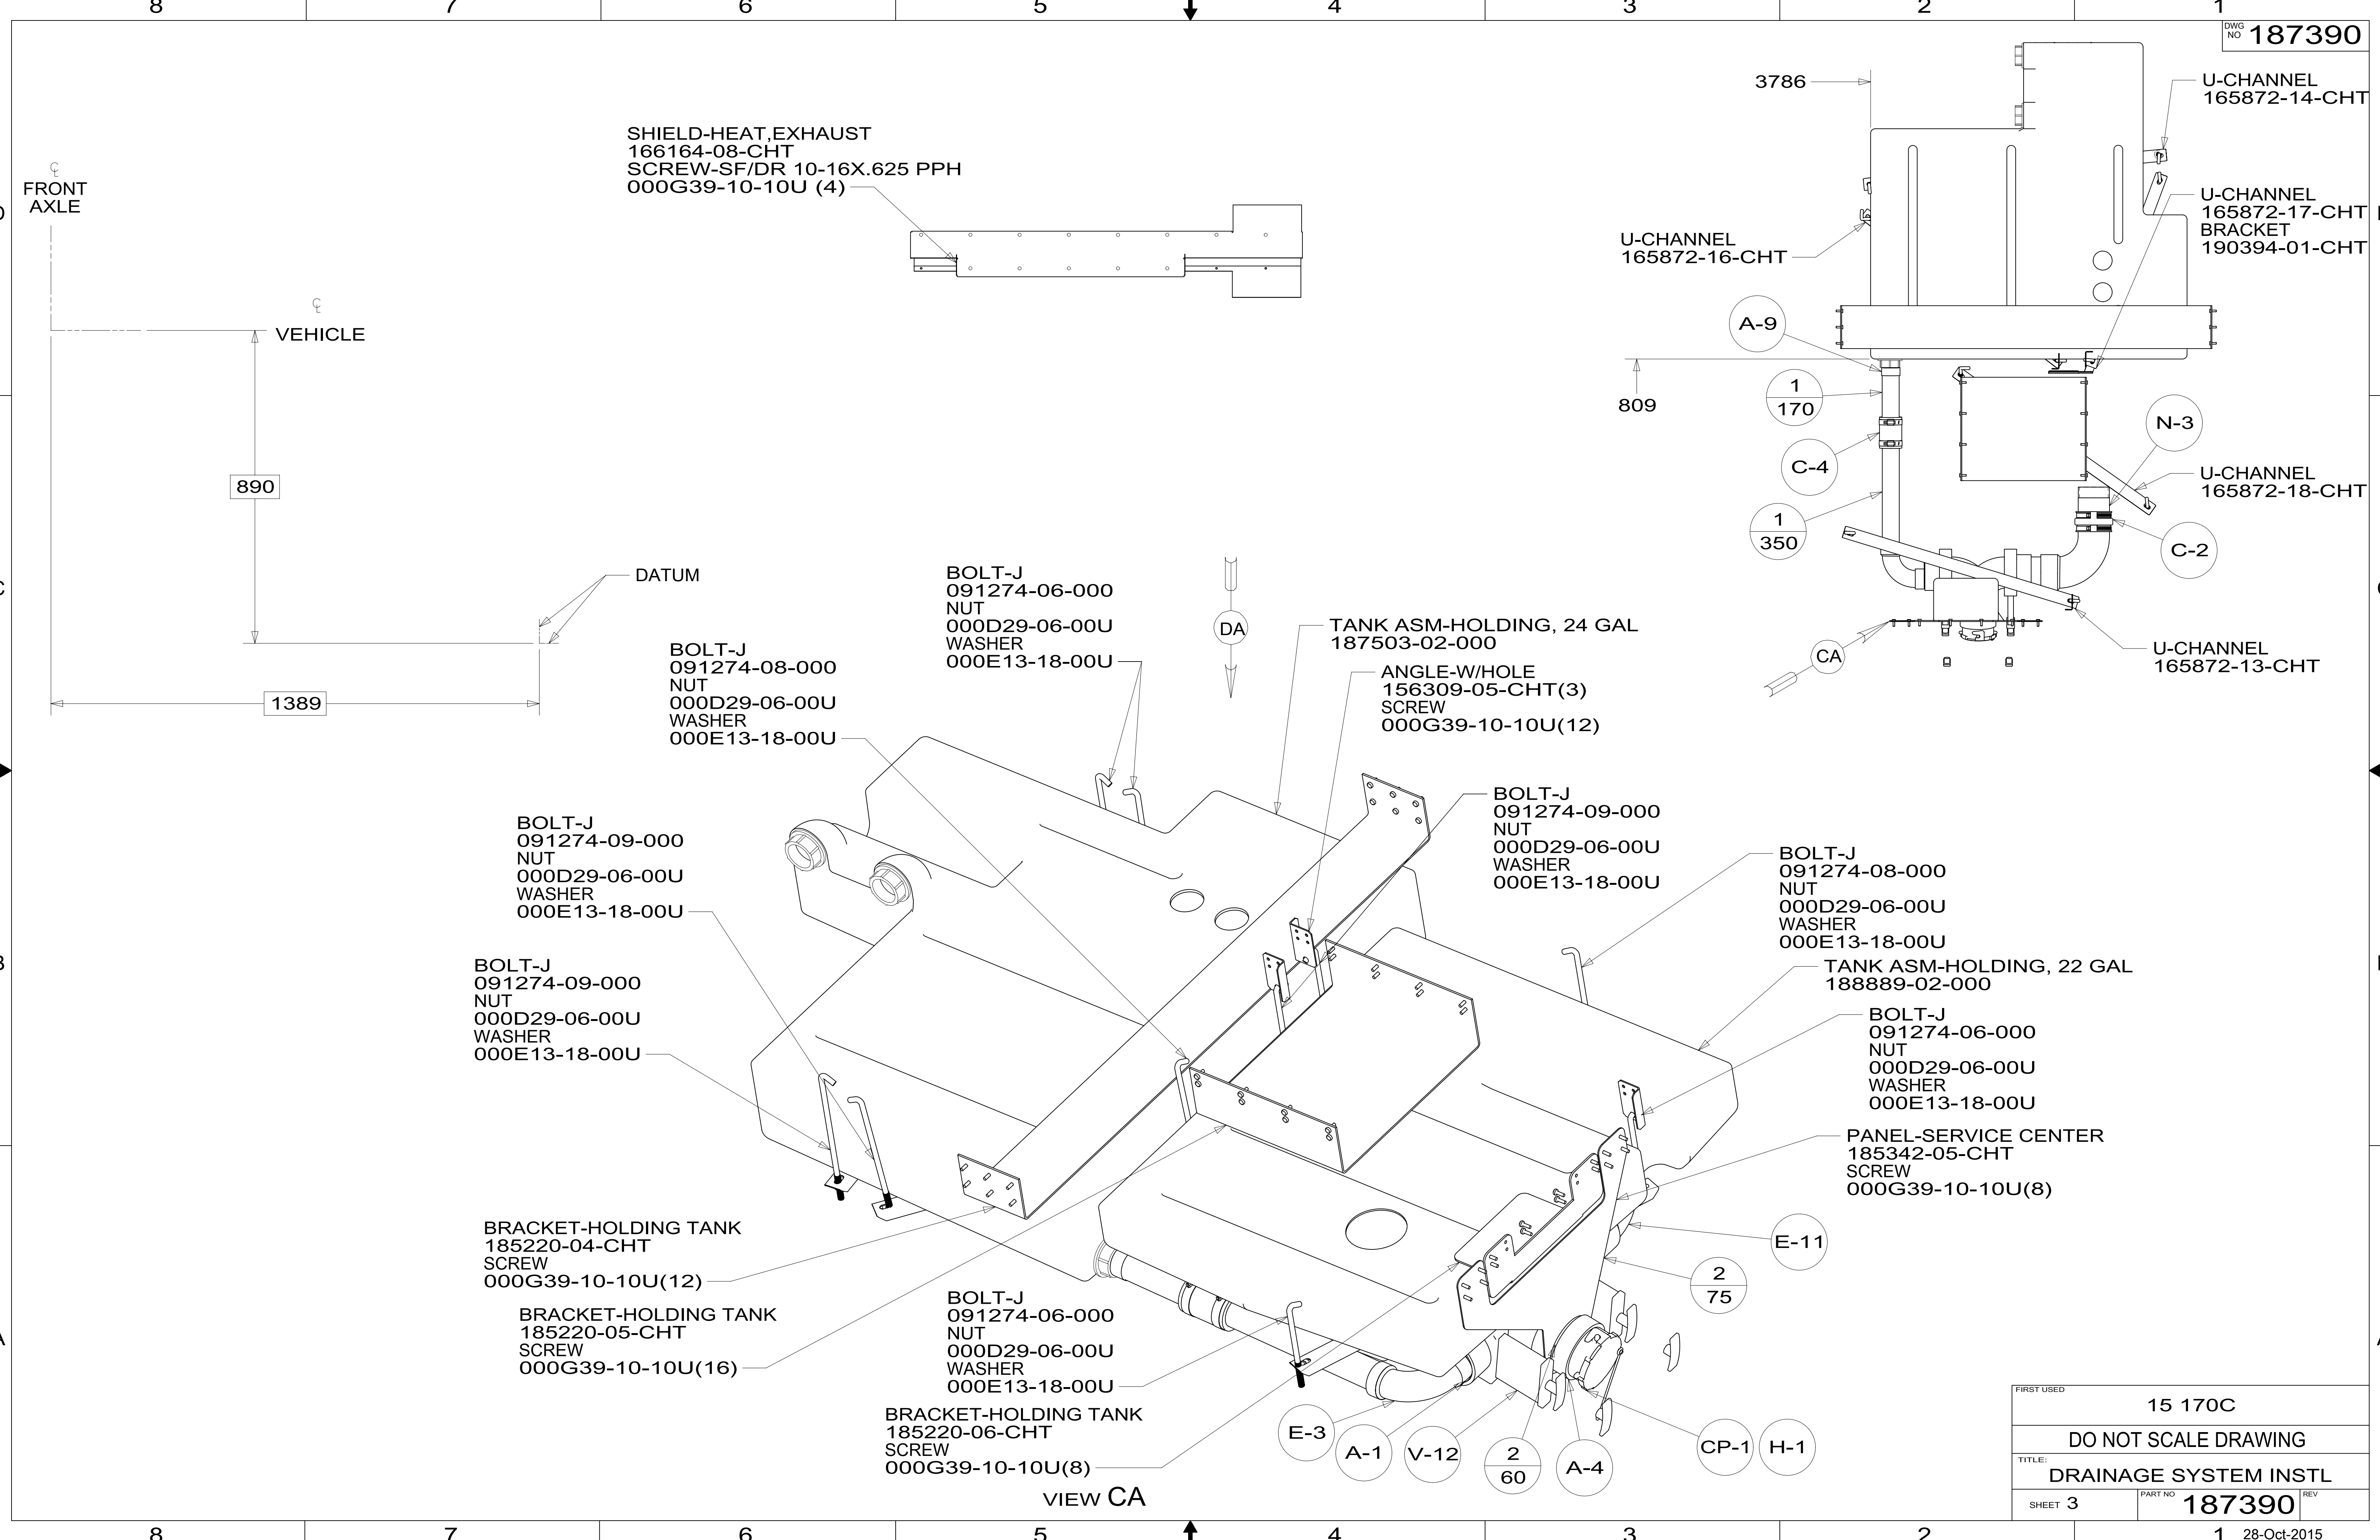 8 7 6 5 4 3 2 1
DWG NO 187390
3786
U-CHANNEL
165872-14-CHT
SHIELD-HEAT,EXHAUST
166164-08-CHT
SCREW-SF/DR 10-16X.625 PPH
000G39-10-10U (4)
FRONT
AXLE
U-CHANNEL
165872-17-CHT
BRACKET
190394-01-CHT
U-CHANNEL
165872-16-CHT
VEHICLE
A-9
809
1
170
N-3
C-4
U-CHANNEL
165872-18-CHT
890
1
350
C-2
DATUM
BOLT-J
091274-06-000
NUT
000D29-06-00U
WASHER
000E13-18-00U
DA
TANK ASM-HOLDING, 24 GAL
187503-02-000
CA
U-CHANNEL
165872-13-CHT
BOLT-J
091274-08-000
NUT
000D29-06-00U
WASHER
000E13-18-00U
ANGLE-W/HOLE
156309-05-CHT(3)
SCREW
000G39-10-10U(12)
1389
BOLT-J
091274-09-000
NUT
000D29-06-00U
WASHER
000E13-18-00U
BOLT-J
091274-09-000
NUT
000D29-06-00U
WASHER
000E13-18-00U
BOLT-J
091274-08-000
NUT
000D29-06-00U
WASHER
000E13-18-00U
BOLT-J
091274-09-000
NUT
000D29-06-00U
WASHER
000E13-18-00U
TANK ASM-HOLDING, 22 GAL
188889-02-000
BOLT-J
091274-06-000
NUT
000D29-06-00U
WASHER
000E13-18-00U
PANEL-SERVICE CENTER
185342-05-CHT
SCREW
000G39-10-10U(8)
BRACKET-HOLDING TANK
185220-04-CHT
SCREW
000G39-10-10U(12)
E-11
2
75
BRACKET-HOLDING TANK
185220-05-CHT
SCREW
000G39-10-10U(16)
BOLT-J
091274-06-000
NUT
000D29-06-00U
WASHER
000E13-18-00U
BRACKET-HOLDING TANK
185220-06-CHT
SCREW
000G39-10-10U(8)
E-3
A-1
V-12
2
60
A-4
CP-1
H-1
VIEW CA
FIRST USED
15 170C
DO NOT SCALE DRAWING
TITLE:
DRAINAGE SYSTEM INSTL
SHEET 3
PART NO 187390
REV
8 7 6 5 4 3 2 1
28-Oct-2015